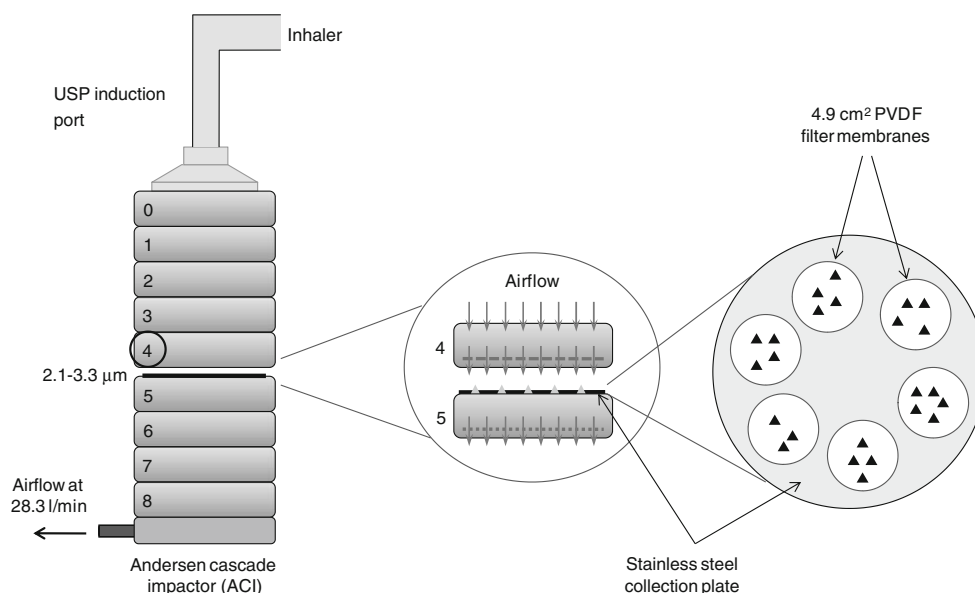 Inhaler
USP induction
port
4.9 cm² PVDF
filter membranes
0
1
2
3
4
2.1-3.3 μm
5
6
7
8
Airflow at
28.3 l/min
Andersen cascade
impactor (ACI)
Airflow
4
5
Stainless steel
collection plate